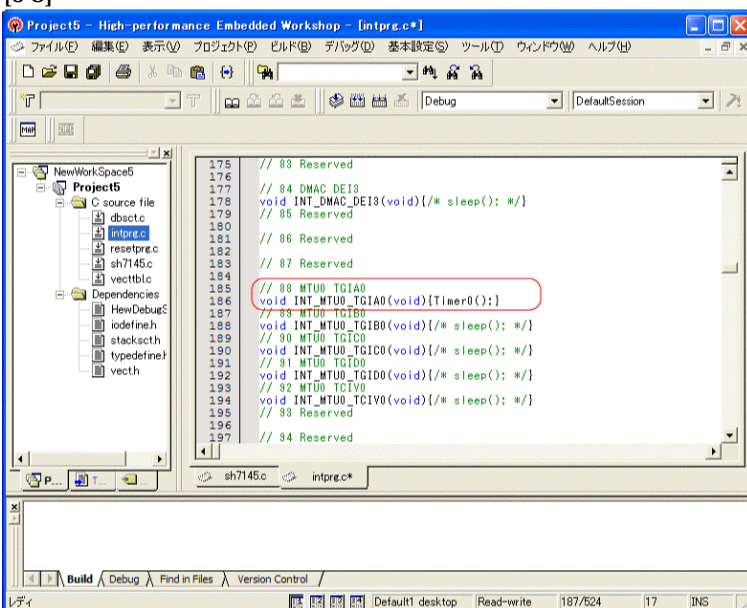 Project5 - High-performance Embedded Workshop - [intprg.c*]
ファイル(F) 編集(E) 表示(V) プロジェクト(P) ビルド(B) デバッグ(D) 基本設定(S) ツール(T) ウィンドウ(W) ヘルプ(H)
Debug DefaultSession
MAP
NewWorkSpace5
Project5
C source file
dbsct.c
intprg.c
resetprg.c
sh7145.c
vecttbl.c
Dependencies
HewDebugS
iodefine.h
stacksct.h
typedefine.h
vect.h
P... T... ...
175 // 83 Reserved
176
177 // 84 DMAC DEI3
178 void INT_DMAC_DEI3(void){/* sleep(); */}
179 // 85 Reserved
180
181 // 86 Reserved
182
183 // 87 Reserved
184
185 // 88 MTU0 TGIA0
186 void INT_MTU0_TGIA0(void){Timer0();}
187 // 89 MTU0 TGIB0
188 void INT_MTU0_TGIB0(void){/* sleep(); */}
189 // 90 MTU0 TGIC0
190 void INT_MTU0_TGIC0(void){/* sleep(); */}
191 // 91 MTU0 TGID0
192 void INT_MTU0_TGID0(void){/* sleep(); */}
193 // 92 MTU0 TCIV0
194 void INT_MTU0_TCIV0(void){/* sleep(); */}
195 // 93 Reserved
196
197 // 94 Reserved
sh7145.c intprg.c*
Build Debug Find in Files Version Control
レディ Default1 desktop Read-write 187/524 17 INS